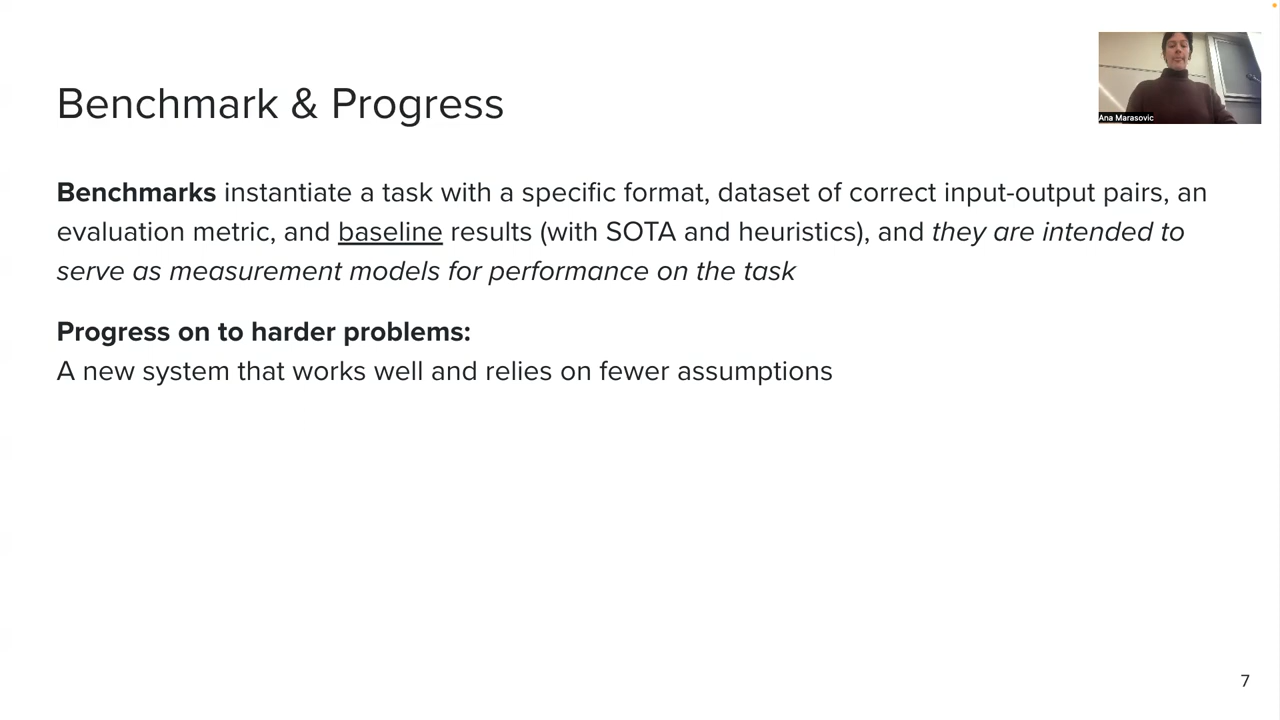 Benchmark & Progress
Ana Marasovic
Benchmarks instantiate a task with a specific format, dataset of correct input-output pairs, an
evaluation metric, and baseline results (with SOTA and heuristics), and they are intended to
serve as measurement models for performance on the task
Progress on to harder problems:
A new system that works well and relies on fewer assumptions
7